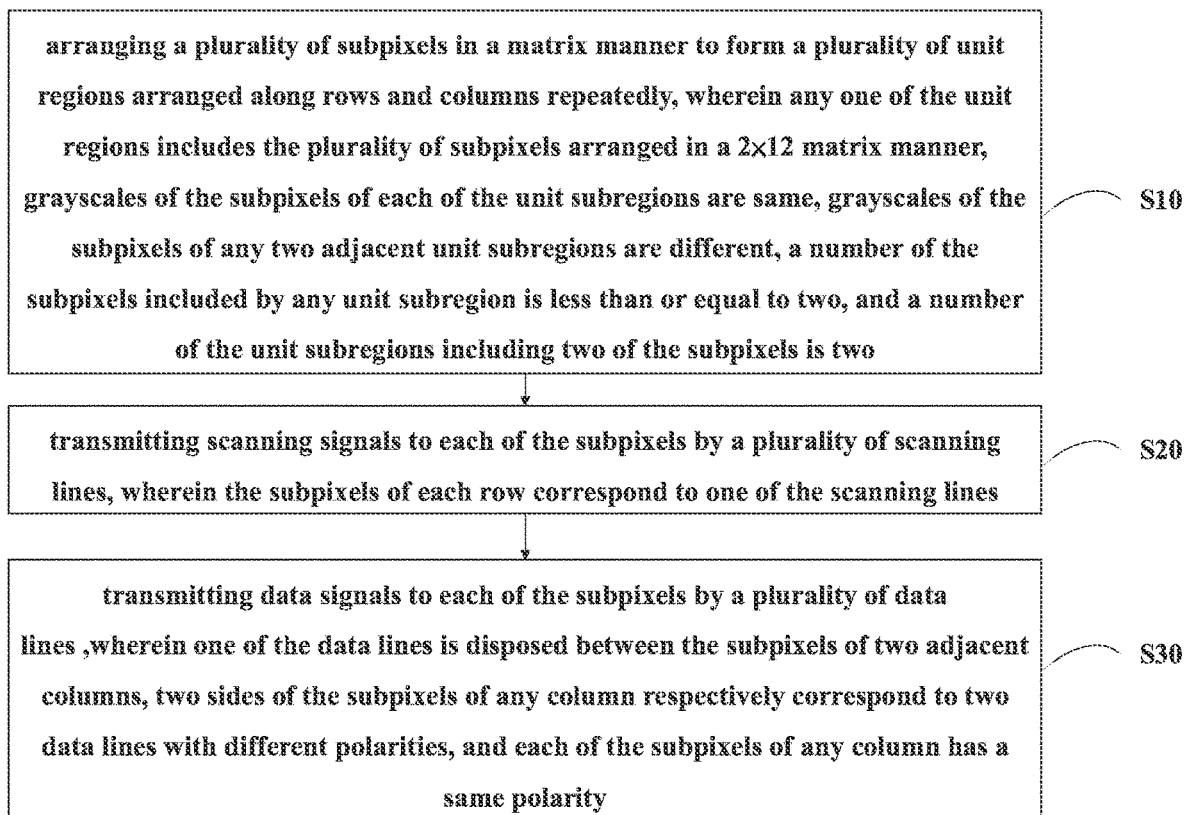 arranging a plurality of subpixels in a matrix manner to form a plurality of unit
regions arranged along rows and columns repeatedly, wherein any one of the unit
regions includes the plurality of subpixels arranged in a 2×12 matrix manner,
grayscales of the subpixels of each of the unit subregions are same, grayscales of the
subpixels of any two adjacent unit subregions are different, a number of the
subpixels included by any unit subregion is less than or equal to two, and a number
of the unit subregions including two of the subpixels is two
S10
transmitting scanning signals to each of the subpixels by a plurality of scanning
lines, wherein the subpixels of each row correspond to one of the scanning lines
S20
transmitting data signals to each of the subpixels by a plurality of data
lines ,wherein one of the data lines is disposed between the subpixels of two adjacent
columns, two sides of the subpixels of any column respectively correspond to two
data lines with different polarities, and each of the subpixels of any column has a
same polarity
S30